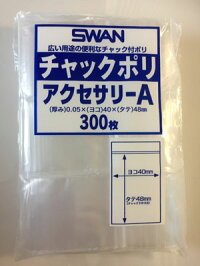 SWAN
広い用途の便利なチャック付ポリ
チャックポリ
アクセサリーA
(厚み)0.05×(ヨコ)40×(タテ)48mm
300枚
ヨコ40mm
タテ48mm